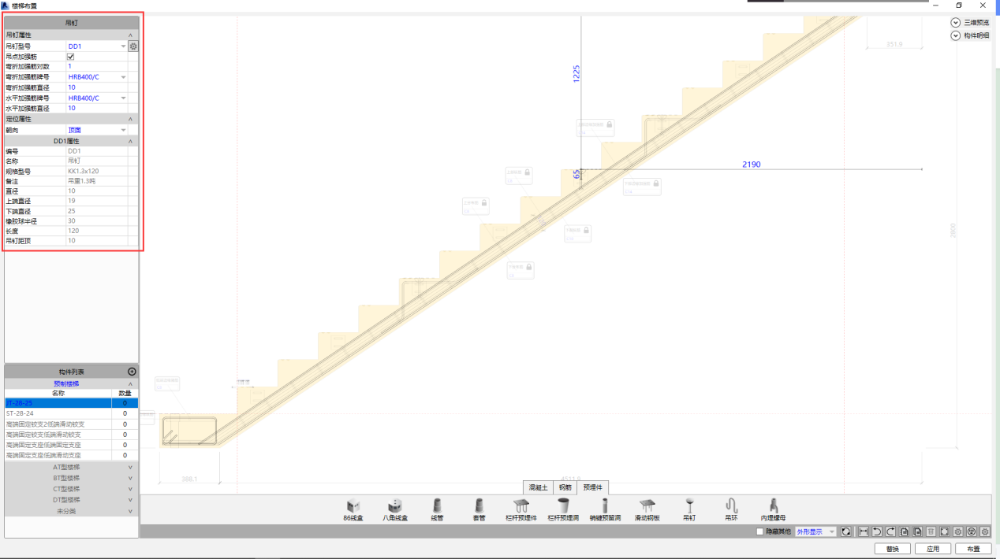 楼梯布置
吊钉
吊钉属性
吊钉型号 DD1
吊点加强筋
弯折加强筋对数 1
弯折加强筋牌号 HRB400/C
弯折加强筋直径 10
水平加强筋牌号 HRB400/C
水平加强筋直径 10
定位属性
朝向 顶面
DD1属性
编号 DD1
名称 吊钉
规格型号 KK1.3x120
备注 吊重1.3吨
直径 10
上端直径 19
下端直径 25
橡胶球半径 30
长度 120
吊钉距顶 10
构件列表
预制楼梯
名称 数量
JT-28-25 0
ST-28-24 0
高端固定铰支2低端滑动铰支 0
高端固定铰支低端滑动铰支 0
高端固定支座低端固定支座 0
高端固定支座低端滑动支座 0
AT型楼梯
BT型楼梯
CT型楼梯
DT型楼梯
未分类
三维预览
构件明细
351.9
1225
65
2190
2800
388.1
4511.9
混凝土 钢筋 预埋件
86线盒 八角线盒 线管 套管 栏杆预埋件 栏杆预留洞 销键预留洞 滑动钢板 吊钉 吊环 内埋螺母
隐藏其他 外形显示
替换 应用 布置